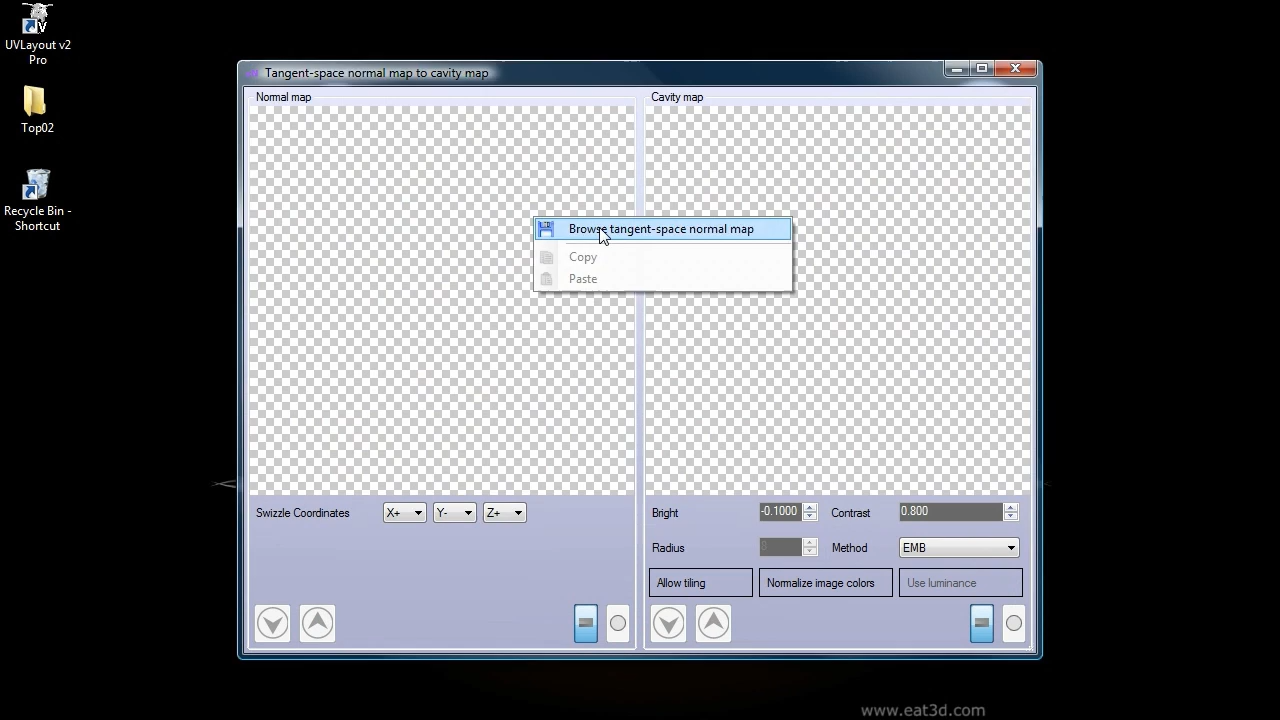 UVLayout v2
Pro
Top02
Recycle Bin -
Shortcut
Tangent-space normal map to cavity map
Normal map
Cavity map
Browse tangent-space normal map
Copy
Paste
Swizzle Coordinates
X+
Y-
Z+
Bright
-0.1000
Contrast
0.800
Radius
Method
EMB
Allow tiling
Normalize image colors
Use luminance
www.eat3d.com